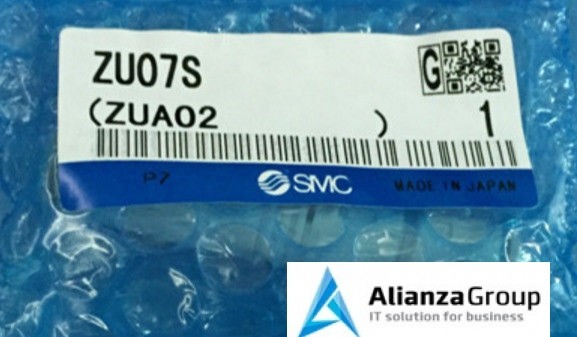 ZU07S
G
(ZUA02 )
1
P7
SMC
MADE IN JAPAN
AlianzaGroup
IT solution for business